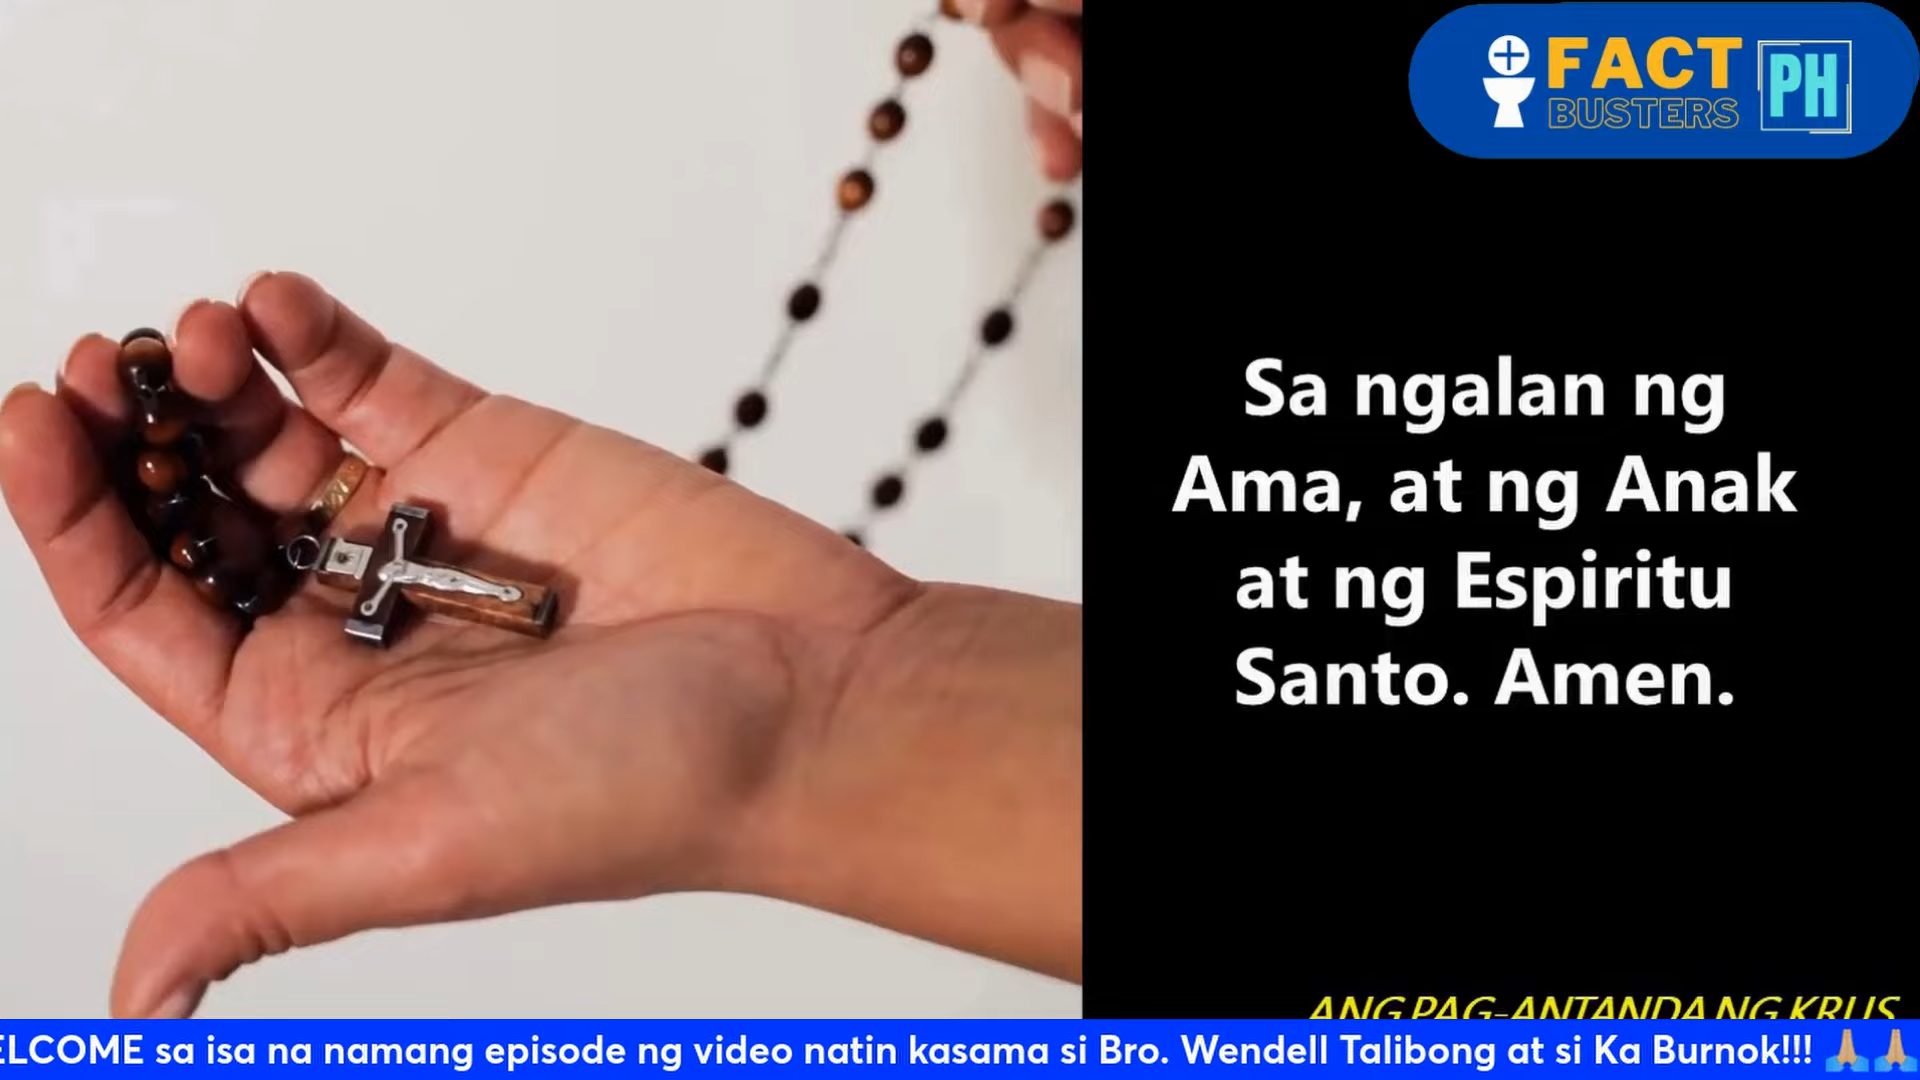 FACT
BUSTERS
PH
Sa ngalan ng
Ama, at ng Anak
at ng Espiritu
Santo. Amen.
ANG PAG-ANTANDA NG KRUS
ELCOME sa isa na namang episode ng video natin kasama si Bro. Wendell Talibong at si Ka Burnok!!! 🙏🙏